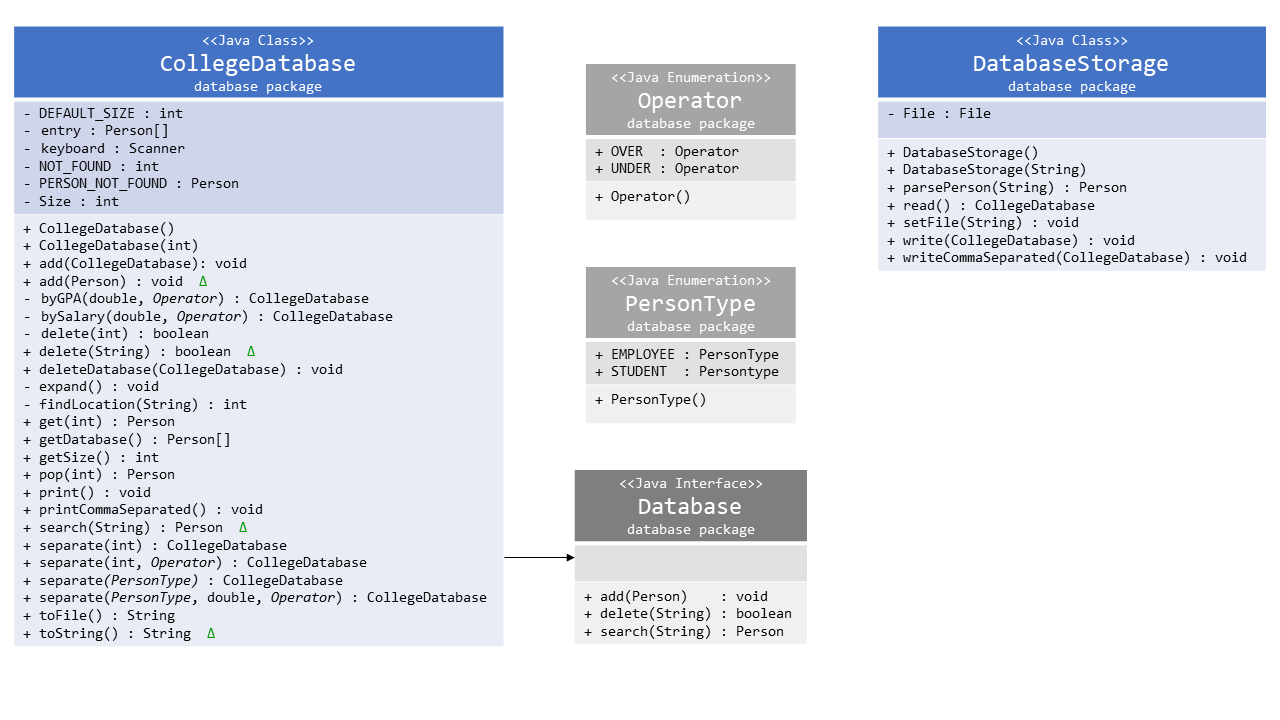 <<Java Class>>
CollegeDatabase
database package
- DEFAULT_SIZE : int
- entry : Person[]
- keyboard : Scanner
- NOT_FOUND : int
- PERSON_NOT_FOUND : Person
- Size : int
+ CollegeDatabase()
+ CollegeDatabase(int)
+ add(CollegeDatabase): void
+ add(Person) : void Δ
- byGPA(double, Operator) : CollegeDatabase
- bySalary(double, Operator) : CollegeDatabase
- delete(int) : boolean
+ delete(String) : boolean Δ
+ deleteDatabase(CollegeDatabase) : void
- expand() : void
- findLocation(String) : int
+ get(int) : Person
+ getDatabase() : Person[]
+ getSize() : int
+ pop(int) : Person
+ print() : void
+ printCommaSeparated() : void
+ search(String) : Person Δ
+ separate(int) : CollegeDatabase
+ separate(int, Operator) : CollegeDatabase
+ separate(PersonType) : CollegeDatabase
+ separate(PersonType, double, Operator) : CollegeDatabase
+ toFile() : String
+ toString() : String Δ
<<Java Enumeration>>
Operator
database package
+ OVER  : Operator
+ UNDER : Operator
+ Operator()
<<Java Enumeration>>
PersonType
database package
+ EMPLOYEE : PersonType
+ STUDENT  : Persontype
+ PersonType()
<<Java Interface>>
Database
database package
+ add(Person)    : void
+ delete(String) : boolean
+ search(String) : Person
<<Java Class>>
DatabaseStorage
database package
- File : File
+ DatabaseStorage()
+ DatabaseStorage(String)
+ parsePerson(String) : Person
+ read() : CollegeDatabase
+ setFile(String) : void
+ write(CollegeDatabase) : void
+ writeCommaSeparated(CollegeDatabase) : void